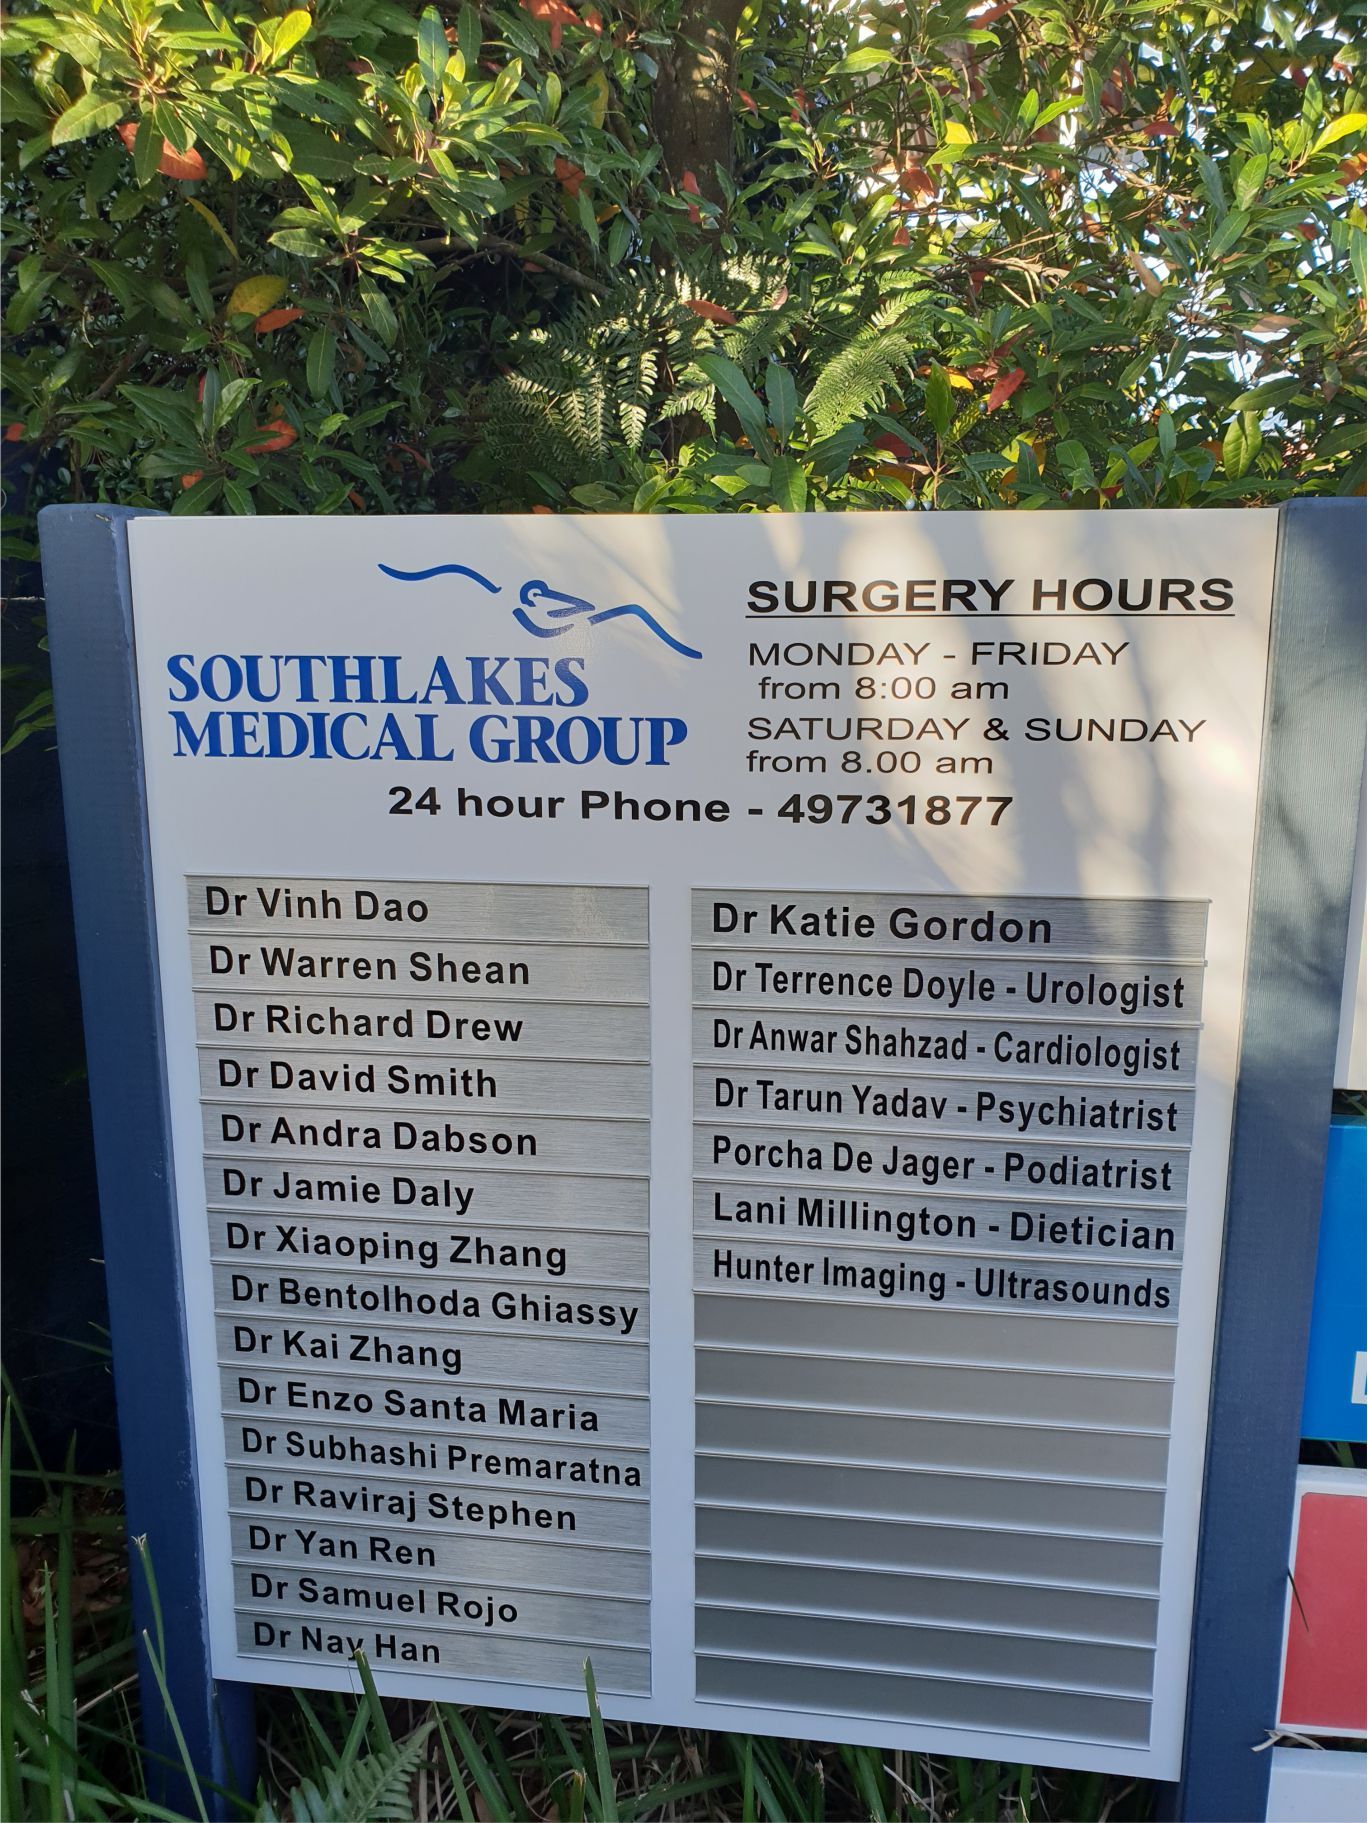 SOUTHLAKES
MEDICAL GROUP
SURGERY HOURS
MONDAY - FRIDAY
from 8:00 am
SATURDAY & SUNDAY
from 8.00 am
24 hour Phone - 49731877
Dr Vinh Dao
Dr Warren Shean
Dr Richard Drew
Dr David Smith
Dr Andra Dabson
Dr Jamie Daly
Dr Xiaoping Zhang
Dr Bentolhoda Ghiassy
Dr Kai Zhang
Dr Enzo Santa Maria
Dr Subhashi Premaratna
Dr Raviraj Stephen
Dr Yan Ren
Dr Samuel Rojo
Dr Nay Han
Dr Katie Gordon
Dr Terrence Doyle - Urologist
Dr Anwar Shahzad - Cardiologist
Dr Tarun Yadav - Psychiatrist
Porcha De Jager - Podiatrist
Lani Millington - Dietician
Hunter Imaging - Ultrasounds